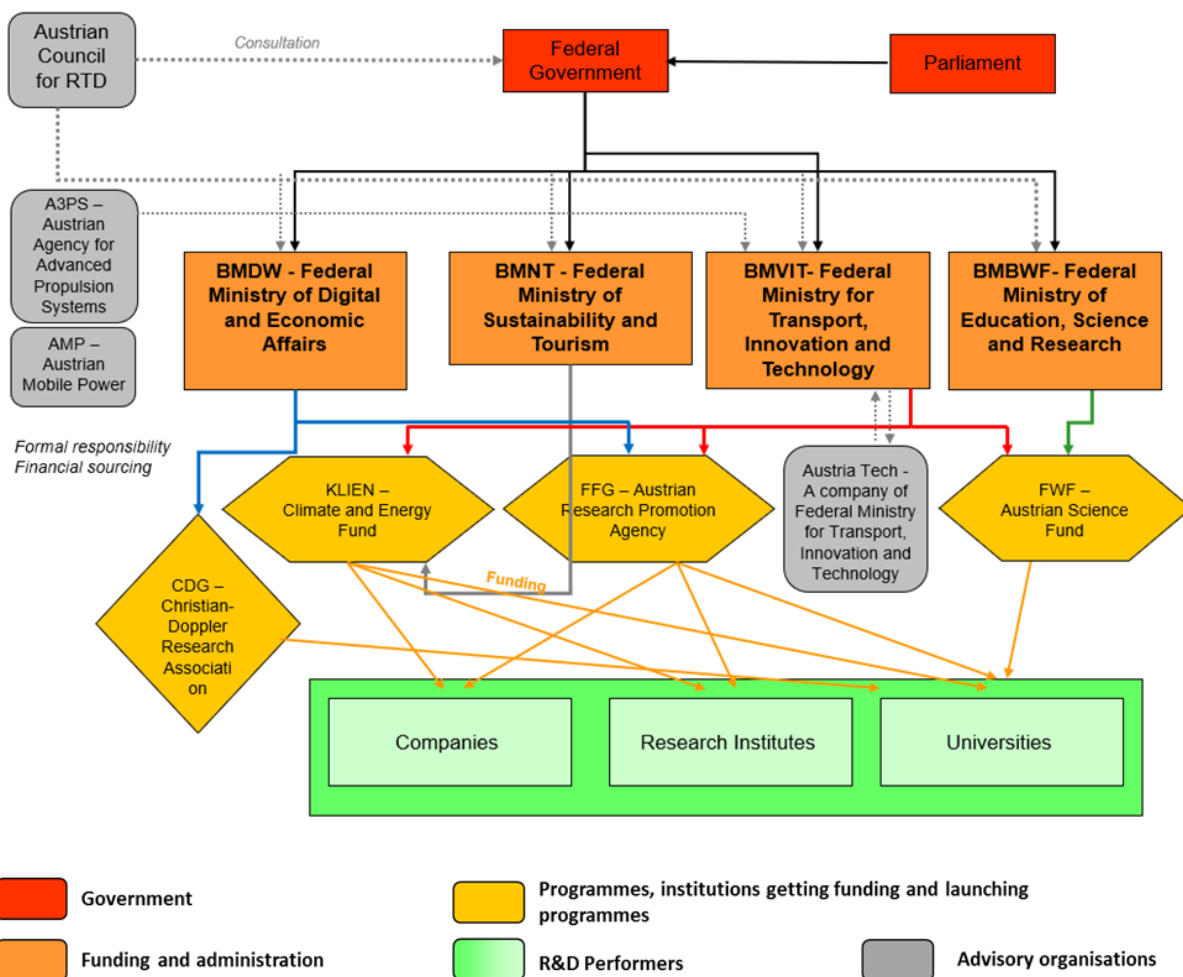 Austrian
Council
for RTD
Consultation
Federal
Government
Parliament
A3PS –
Austrian
Agency for
Advanced
Propulsion
Systems
AMP –
Austrian
Mobile Power
BMDW - Federal
Ministry of Digital
and Economic
Affairs
BMNT - Federal
Ministry of
Sustainability and
Tourism
BMVIT- Federal
Ministry for
Transport,
Innovation and
Technology
BMBWF- Federal
Ministry of
Education, Science
and Research
Formal responsibility
Financial sourcing
KLIEN –
Climate and Energy
Fund
FFG – Austrian
Research Promotion
Agency
Austria Tech -
A company of
Federal Ministry
for Transport,
Innovation and
Technology
FWF –
Austrian Science
Fund
CDG –
Christian-
Doppler
Research
Associati
on
Funding
Companies
Research Institutes
Universities
Government
Programmes, institutions getting funding and launching
programmes
Funding and administration
R&D Performers
Advisory organisations